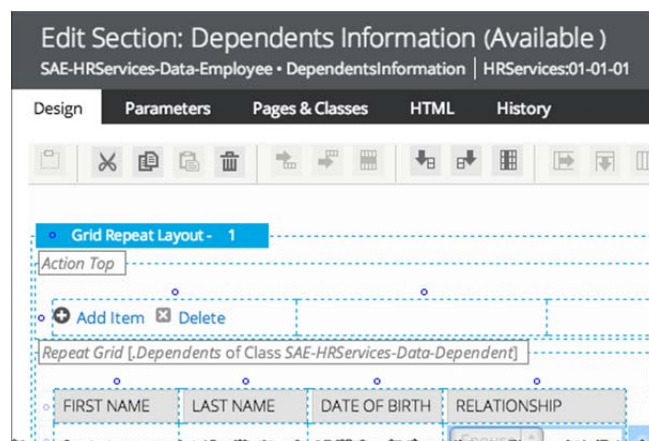 Edit Section: Dependents Information (Available )
SAE-HRServices-Data-Employee • DependentsInformation | HRServices:01-01-01
Design Parameters Pages & Classes HTML History
Grid Repeat Layout - 1
Action Top
Add Item Delete
Repeat Grid [.Dependents of Class SAE-HRServices-Data-Dependent]
FIRST NAME LAST NAME DATE OF BIRTH RELATIONSHIP